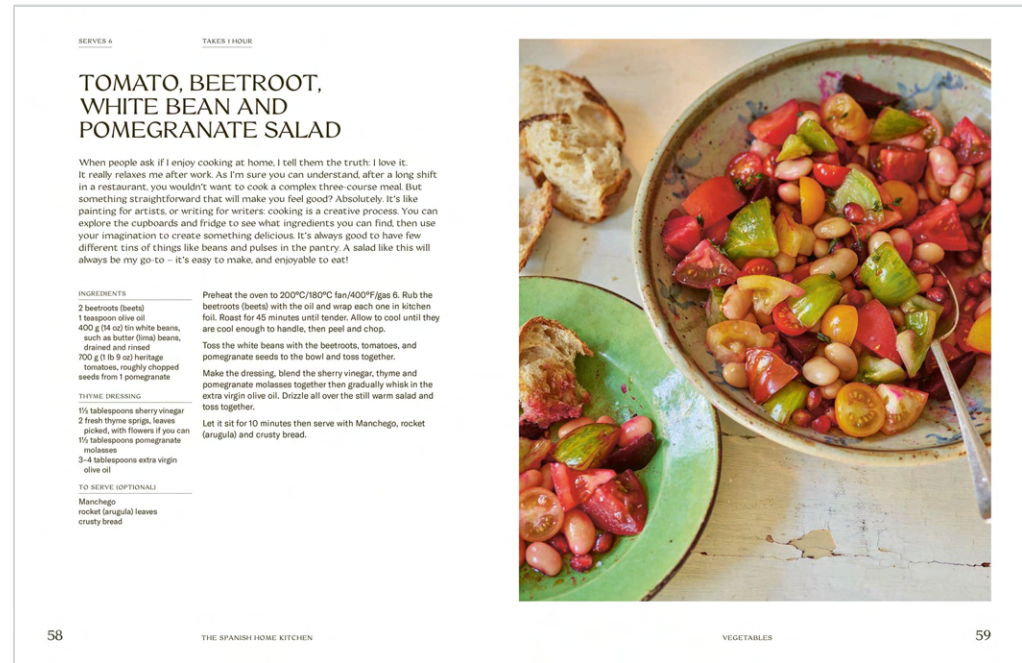 SERVES 6
TAKES 1 HOUR
TOMATO, BEETROOT,
WHITE BEAN AND
POMEGRANATE SALAD
When people ask if I enjoy cooking at home, I tell them the truth: I love it.
It really relaxes me after work. As I'm sure you can understand, after a long shift
in a restaurant, you wouldn't want to cook a complex three-course meal. But
something straightforward that will make you feel good? Absolutely. It's like
painting for artists, or writing for writers: cooking is a creative process. You can
explore the cupboards and fridge to see what ingredients you can find, then use
your imagination to create something delicious. It's always good to have few
different tins of things like beans and pulses in the pantry. A salad like this will
always be my go-to – it's easy to make, and enjoyable to eat!
INGREDIENTS
2 beetroots (beets)
1 teaspoon olive oil
400 g (14 oz) tin white beans,
such as butter (lima) beans,
drained and rinsed
700 g (1 lb 9 oz) heritage
tomatoes, roughly chopped
seeds from 1 pomegranate
THYME DRESSING
1½ tablespoons sherry vinegar
2 fresh thyme sprigs, leaves
picked, with flowers if you can
1½ tablespoons pomegranate
molasses
3–4 tablespoons extra virgin
olive oil
TO SERVE (OPTIONAL)
Manchego
rocket (arugula) leaves
crusty bread
Preheat the oven to 200ºC/180ºC fan/400ºF/gas 6. Rub the
beetroots (beets) with the oil and wrap each one in kitchen
foil. Roast for 45 minutes until tender. Allow to cool until they
are cool enough to handle, then peel and chop.
Toss the white beans with the beetroots, tomatoes, and
pomegranate seeds to the bowl and toss together.
Make the dressing, blend the sherry vinegar, thyme and
pomegranate molasses together then gradually whisk in the
extra virgin olive oil. Drizzle all over the still warm salad and
toss together.
Let it sit for 10 minutes then serve with Manchego, rocket
(arugula) and crusty bread.
58
THE SPANISH HOME KITCHEN
VEGETABLES
59